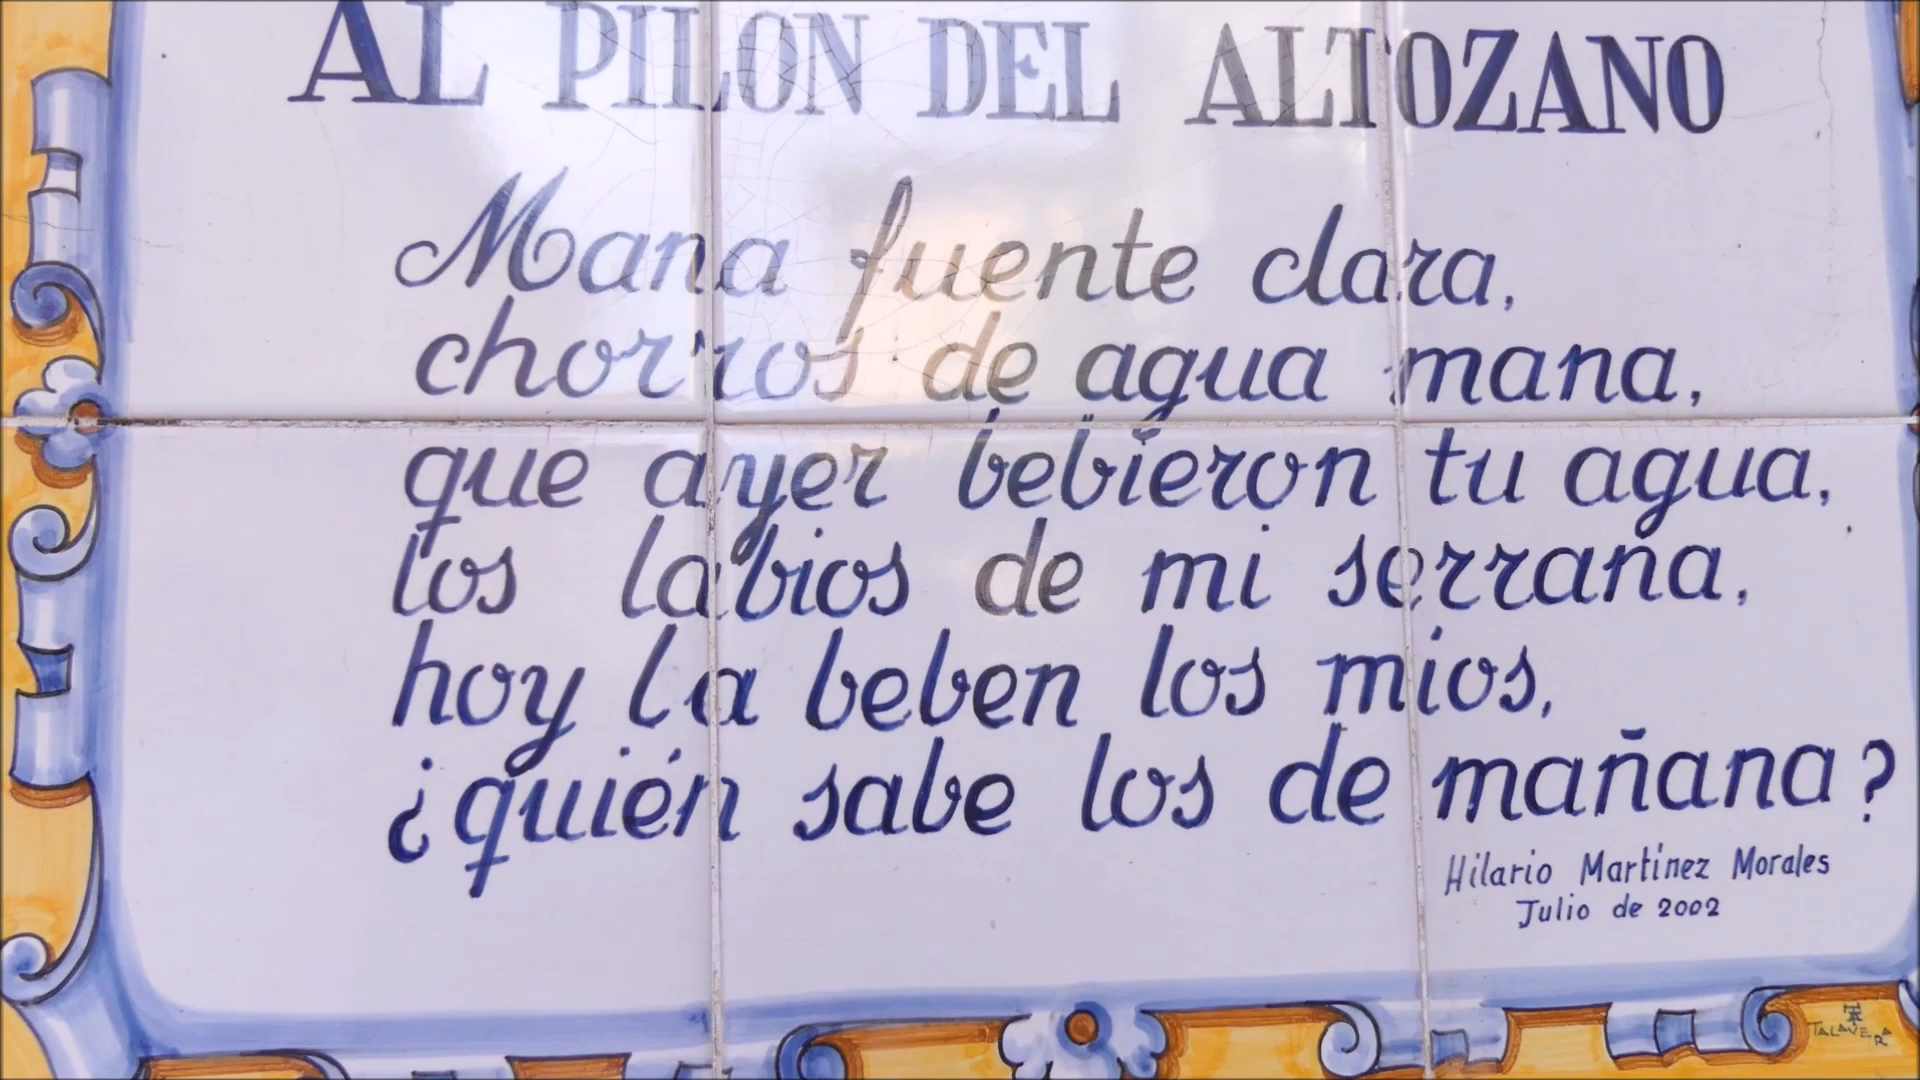 AL PILON DEL ALTOZANO
Mana fuente clara,
chorros de agua mana,
que ayer bebieron tu agua,
los labios de mi serrana,
hoy la beben los mios,
¿quién sabe los de mañana?
Hilario Martínez Morales
Julio de 2002
TALAVERA